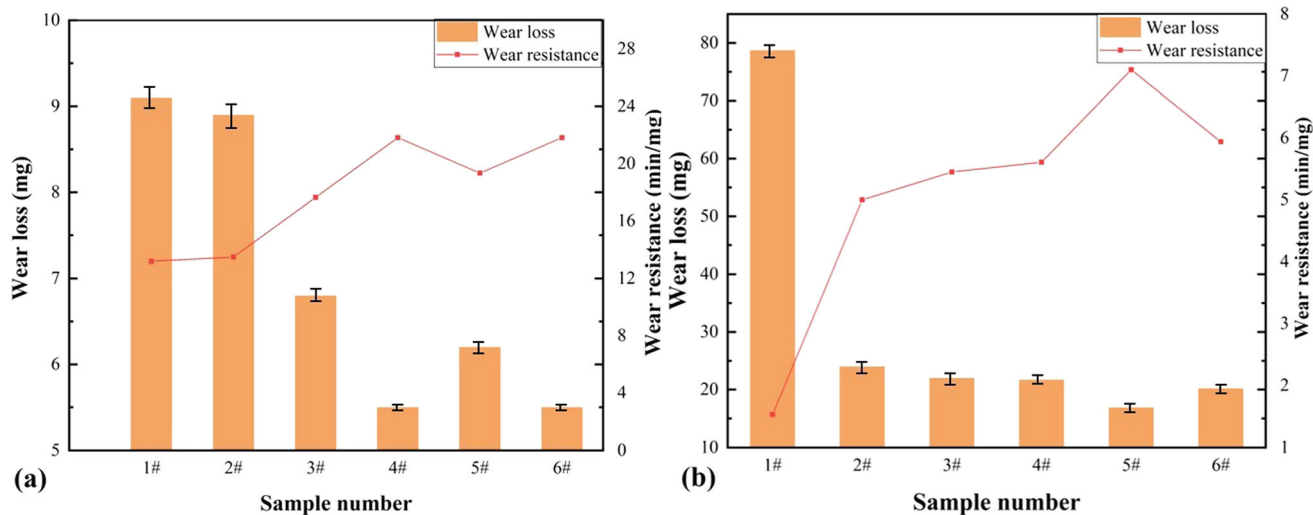 Wear loss
Wear resistance
10
9
8
7
6
5
Wear loss (mg)
28
24
20
16
12
8
4
0
Wear resistance (min/mg)
1# 2# 3# 4# 5# 6#
Sample number
(a)
Wear loss
Wear resistance
80
70
60
50
40
30
20
10
Wear loss (mg)
8
7
6
5
4
3
2
1
Wear resistance (min/mg)
1# 2# 3# 4# 5# 6#
Sample number
(b)